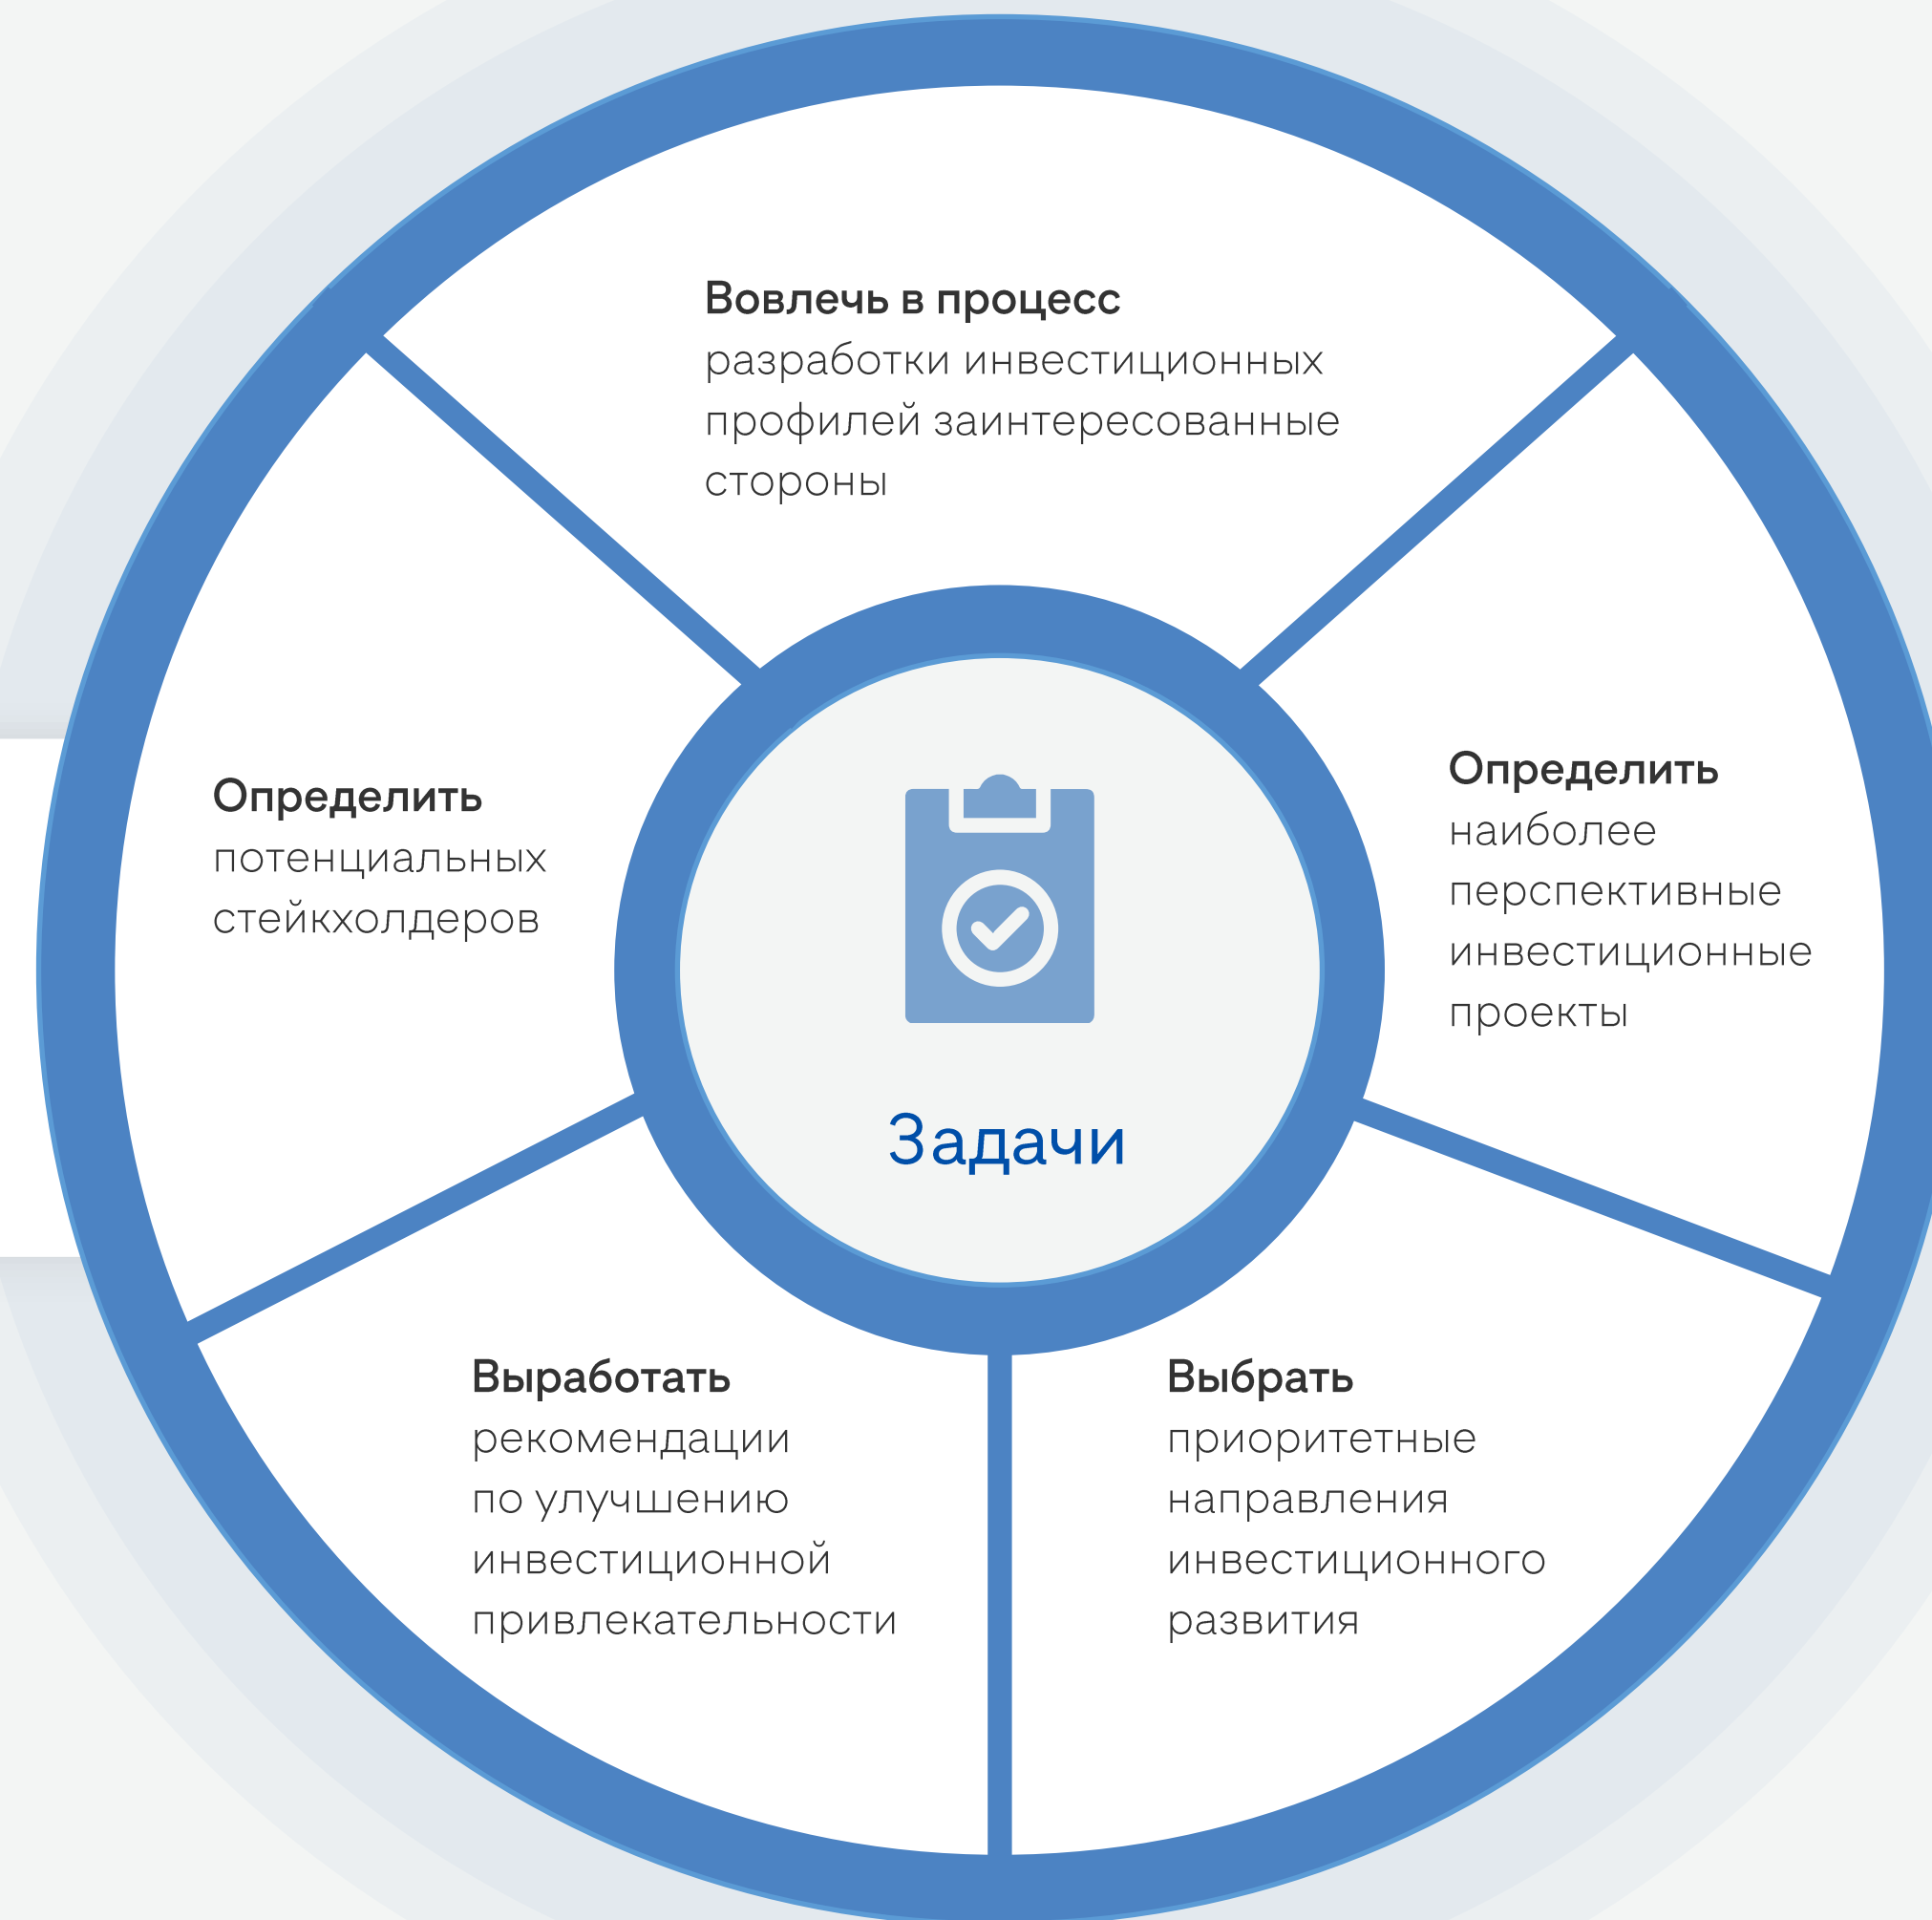 Вовлечь в процесс
разработки инвестиционных
профилей заинтересованные
стороны
Определить
потенциальных
стейкхолдеров
Определить
наиболее
перспективные
инвестиционные
проекты
Задачи
Выработать
рекомендации
по улучшению
инвестиционной
привлекательности
Выбрать
приоритетные
направления
инвестиционного
развития